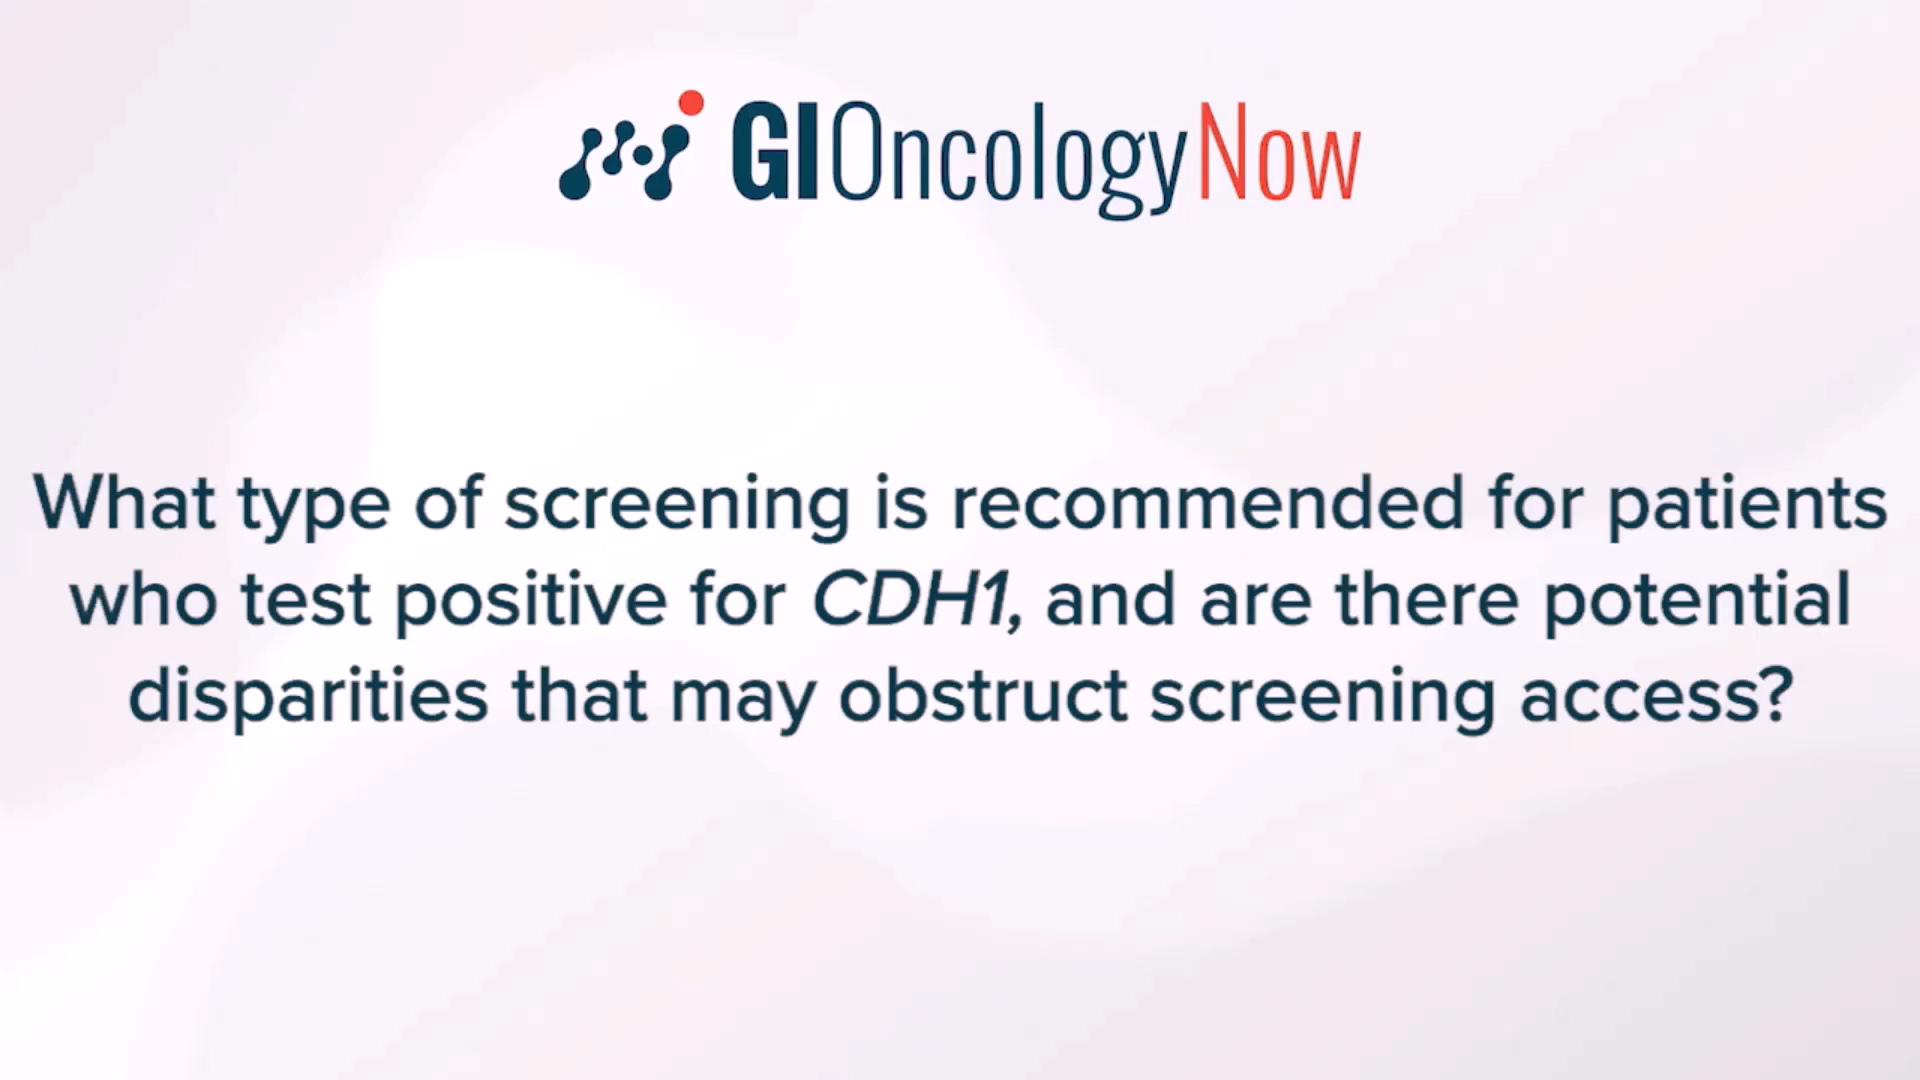 GIOncologyNow
What type of screening is recommended for patients
who test positive for CDH1, and are there potential
disparities that may obstruct screening access?